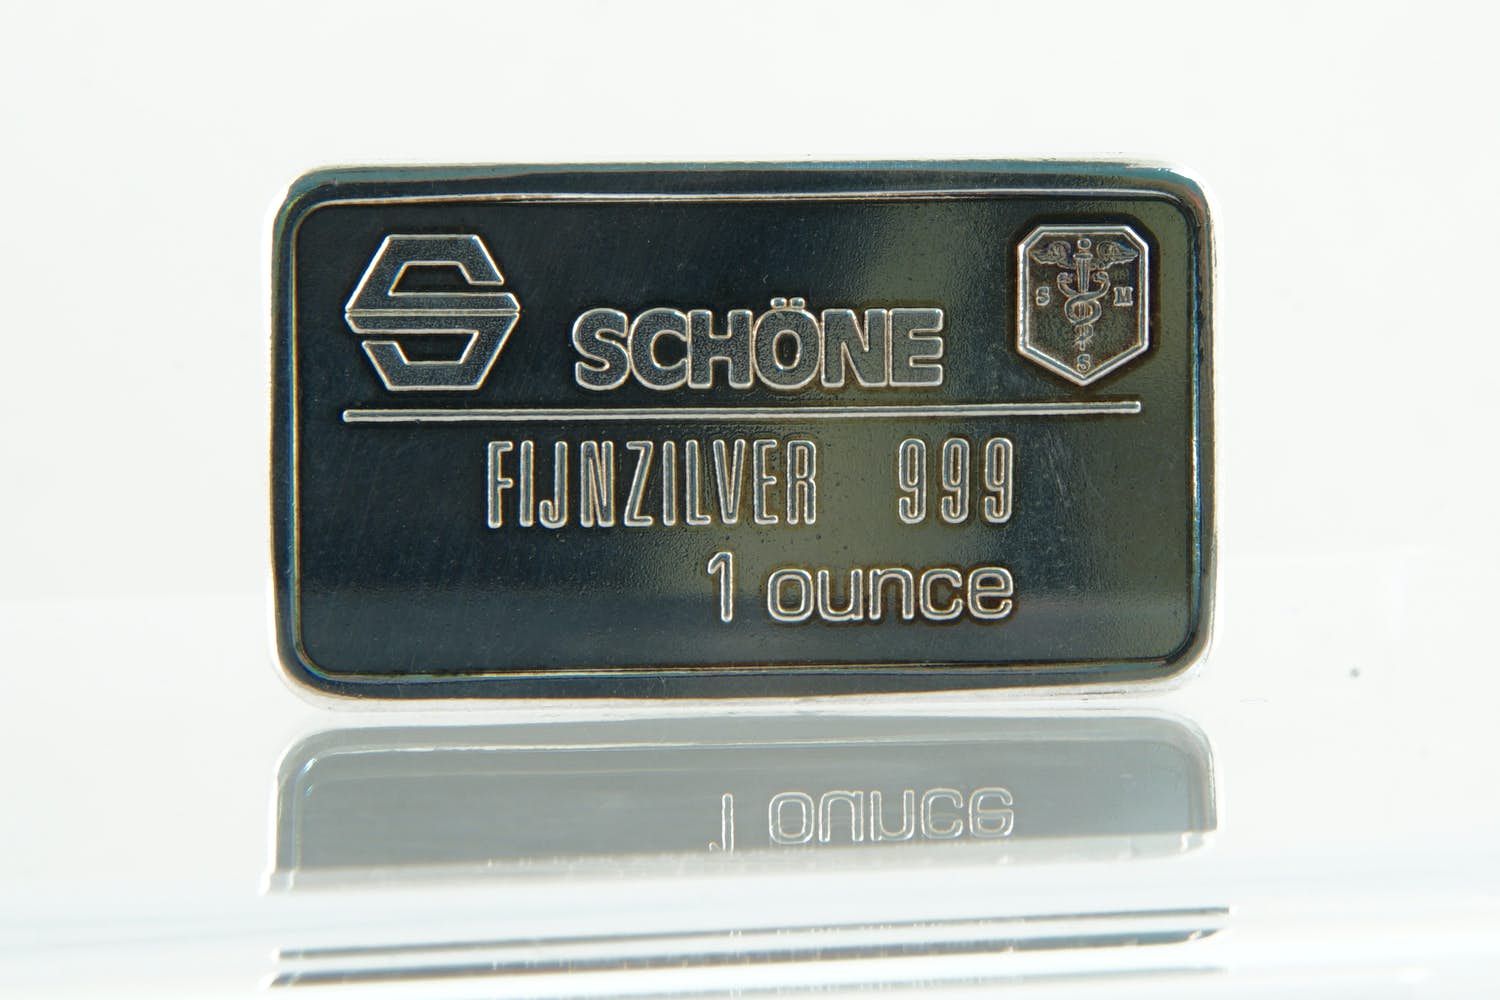 SCHÖNE
S M
S
FIJNZILVER 999
1 ounce